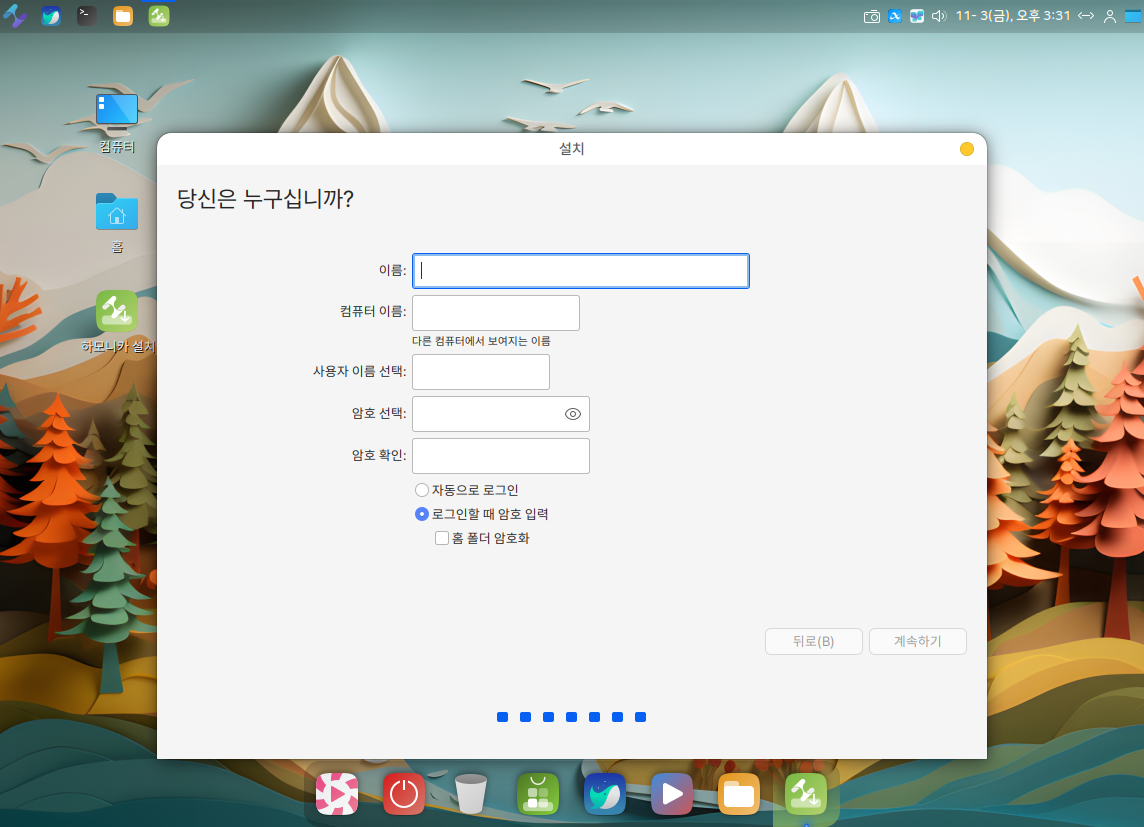 11- 3(금), 오후 3:31
컴퓨터
홈
하모니카 설치
설치
당신은 누구십니까?
이름:
컴퓨터 이름:
다른 컴퓨터에서 보여지는 이름
사용자 이름 선택:
암호 선택:
암호 확인:
자동으로 로그인
로그인할 때 암호 입력
홈 폴더 암호화
뒤로(B)
계속하기